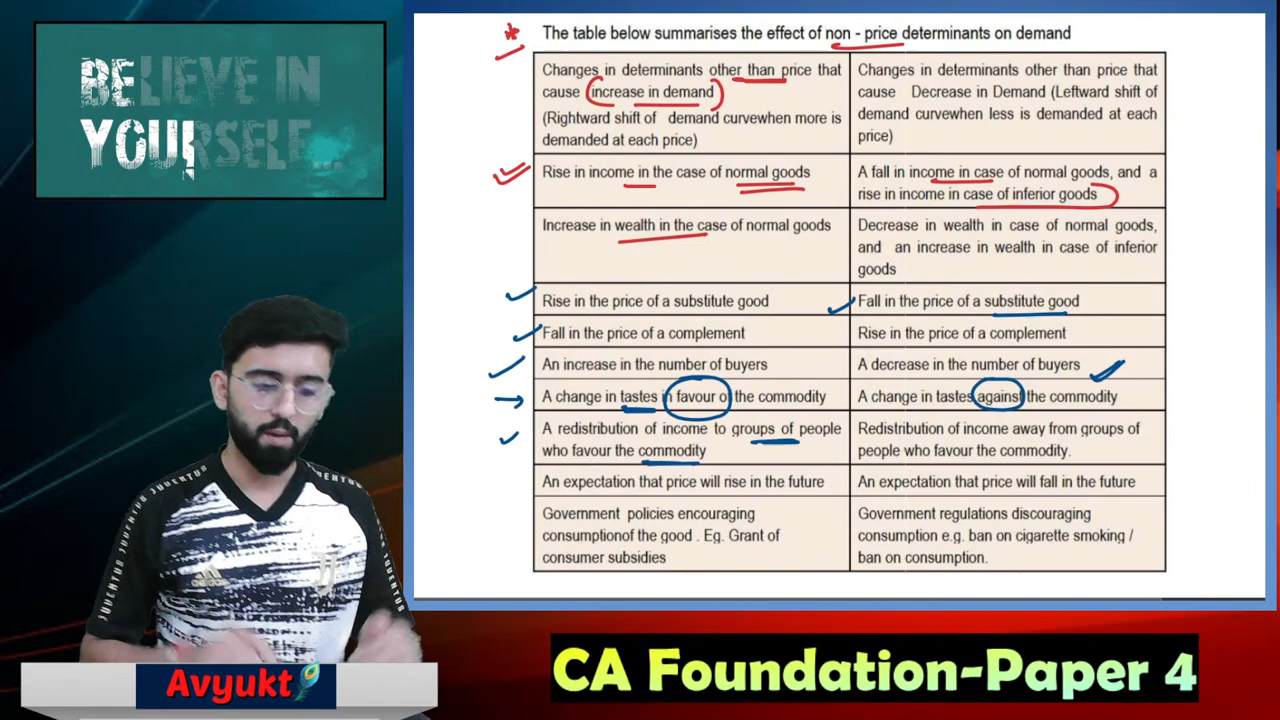 BELIEVE IN
YOURSELF...
* The table below summarises the effect of non - price determinants on demand
Changes in determinants other than price that
cause increase in demand
(Rightward shift of demand curvewhen more is
demanded at each price)
Changes in determinants other than price that
cause Decrease in Demand (Leftward shift of
demand curvewhen less is demanded at each
price)
Rise in income in the case of normal goods
A fall in income in case of normal goods, and a
rise in income in case of inferior goods
Increase in wealth in the case of normal goods
Decrease in wealth in case of normal goods,
and an increase in wealth in case of inferior
goods
Rise in the price of a substitute good
Fall in the price of a substitute good
Fall in the price of a complement
Rise in the price of a complement
An increase in the number of buyers
A decrease in the number of buyers
A change in tastes in favour of the commodity
A change in tastes against the commodity
A redistribution of income to groups of people
who favour the commodity
Redistribution of income away from groups of
people who favour the commodity.
An expectation that price will rise in the future
An expectation that price will fall in the future
Government policies encouraging
consumptionof the good . Eg. Grant of
consumer subsidies
Government regulations discouraging
consumption e.g. ban on cigarette smoking /
ban on consumption.
JUVENTUS JUVENTUS
JUVENTUS JUVENTUS
adidas
Avyukt
CA Foundation-Paper 4